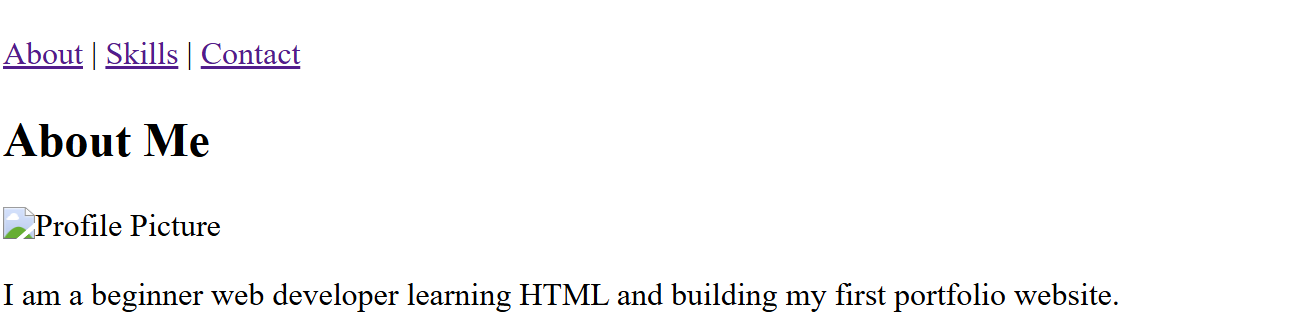 About | Skills | Contact
About Me
Profile Picture
I am a beginner web developer learning HTML and building my first portfolio website.